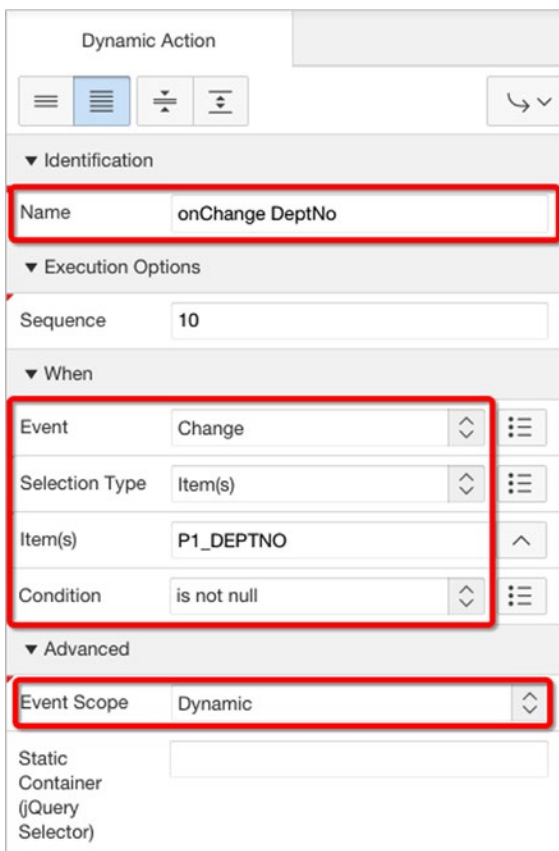 Dynamic Action
Identification
Name onChange DeptNo
Execution Options
Sequence 10
When
Event Change
Selection Type Item(s)
Item(s) P1_DEPTNO
Condition is not null
Advanced
Event Scope Dynamic
Static
Container
(jQuery
Selector)